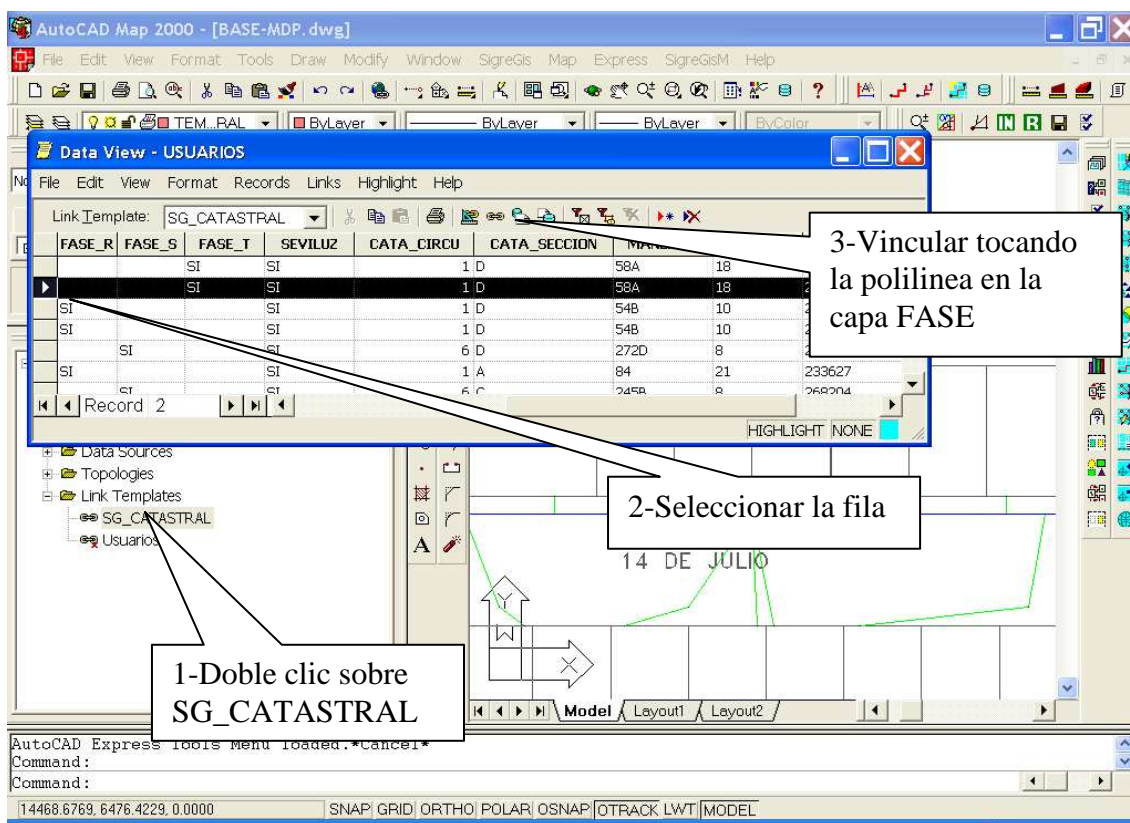 AutoCAD Map 2000 - [BASE-MDP.dwg]
File Edit View Format Tools Draw Modify Window SigreGis Map Express SigreGisM Help
TEM...RAL ByLayer ByLayer ByLayer ByColor
Data View - USUARIOS
File Edit View Format Records Links Highlight Help
Link Template: SG_CATASTRAL
FASE_R FASE_S FASE_T SEVILUZ CATA_CIRCU CATA_SECCION
SI SI 1 D 58A 18
SI SI 1 D 58A 18
SI SI 1 D 54B 10
SI SI 1 D 54B 10
SI SI 6 D 272D 8
SI SI 1 A 84 21 233627
SI SI 6 C 245B 8 268204
Record 2
HIGHLIGHT NONE
3-Vincular tocando
la polilinea en la
capa FASE
2-Seleccionar la fila
Data Sources
Topologies
Link Templates
SG_CATASTRAL
Usuarios
A
14 DE JULIO
Y
W
X
1-Doble clic sobre
SG_CATASTRAL
Model Layout1 Layout2
AutoCAD Express Tools Menu loaded.*Cancel*
Command:
Command:
14468.6769, 6476.4229, 0.0000 SNAP GRID ORTHO POLAR OSNAP OTRACK LWT MODEL